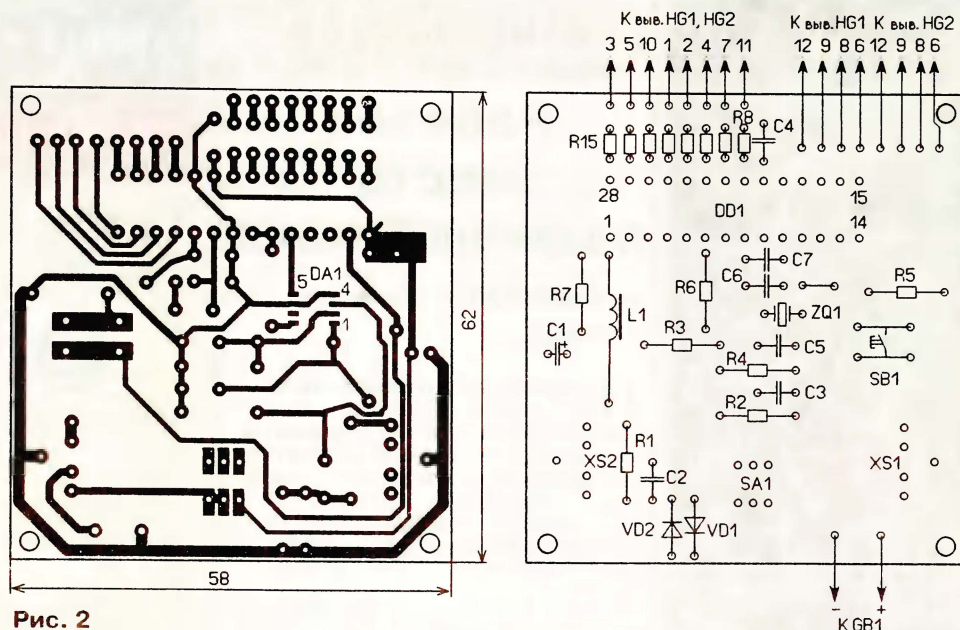 К выв. HG1, HG2
К выв. HG1 К выв. HG2
3 5 10 1 2 4 7 11
12 9 8 6 12 9 8 6
R15
R8
C4
28
15
DD1
1
14
DA1
5
4
1
62
58
C7
C6
R7
L1
R6
R5
ZQ1
C1
+
R3
C5
SB1
R4
C3
R2
XS2
R1
C2
SA1
XS1
VD2
VD1
- +
К GB1
Рис. 2